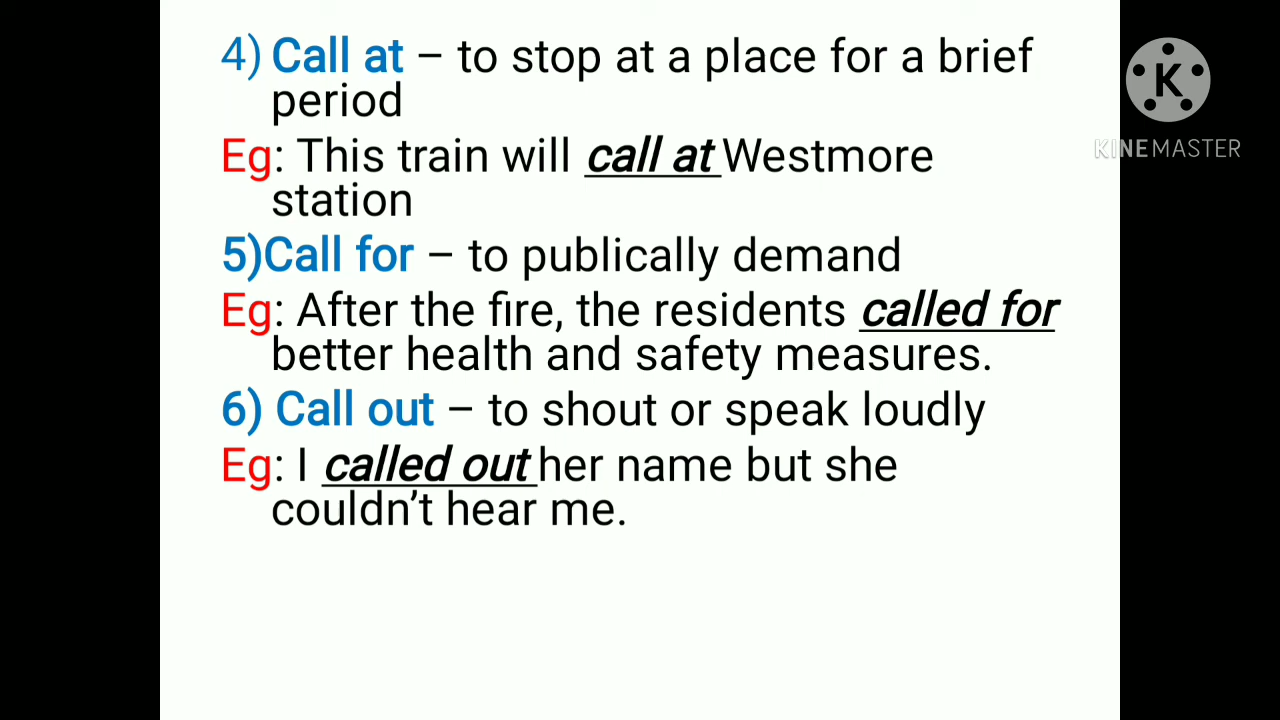 4) Call at – to stop at a place for a brief
period
Eg: This train will call at Westmore
station
5)Call for – to publically demand
Eg: After the fire, the residents called for
better health and safety measures.
6) Call out – to shout or speak loudly
Eg: I called out her name but she
couldn’t hear me.
K
KINEMASTER